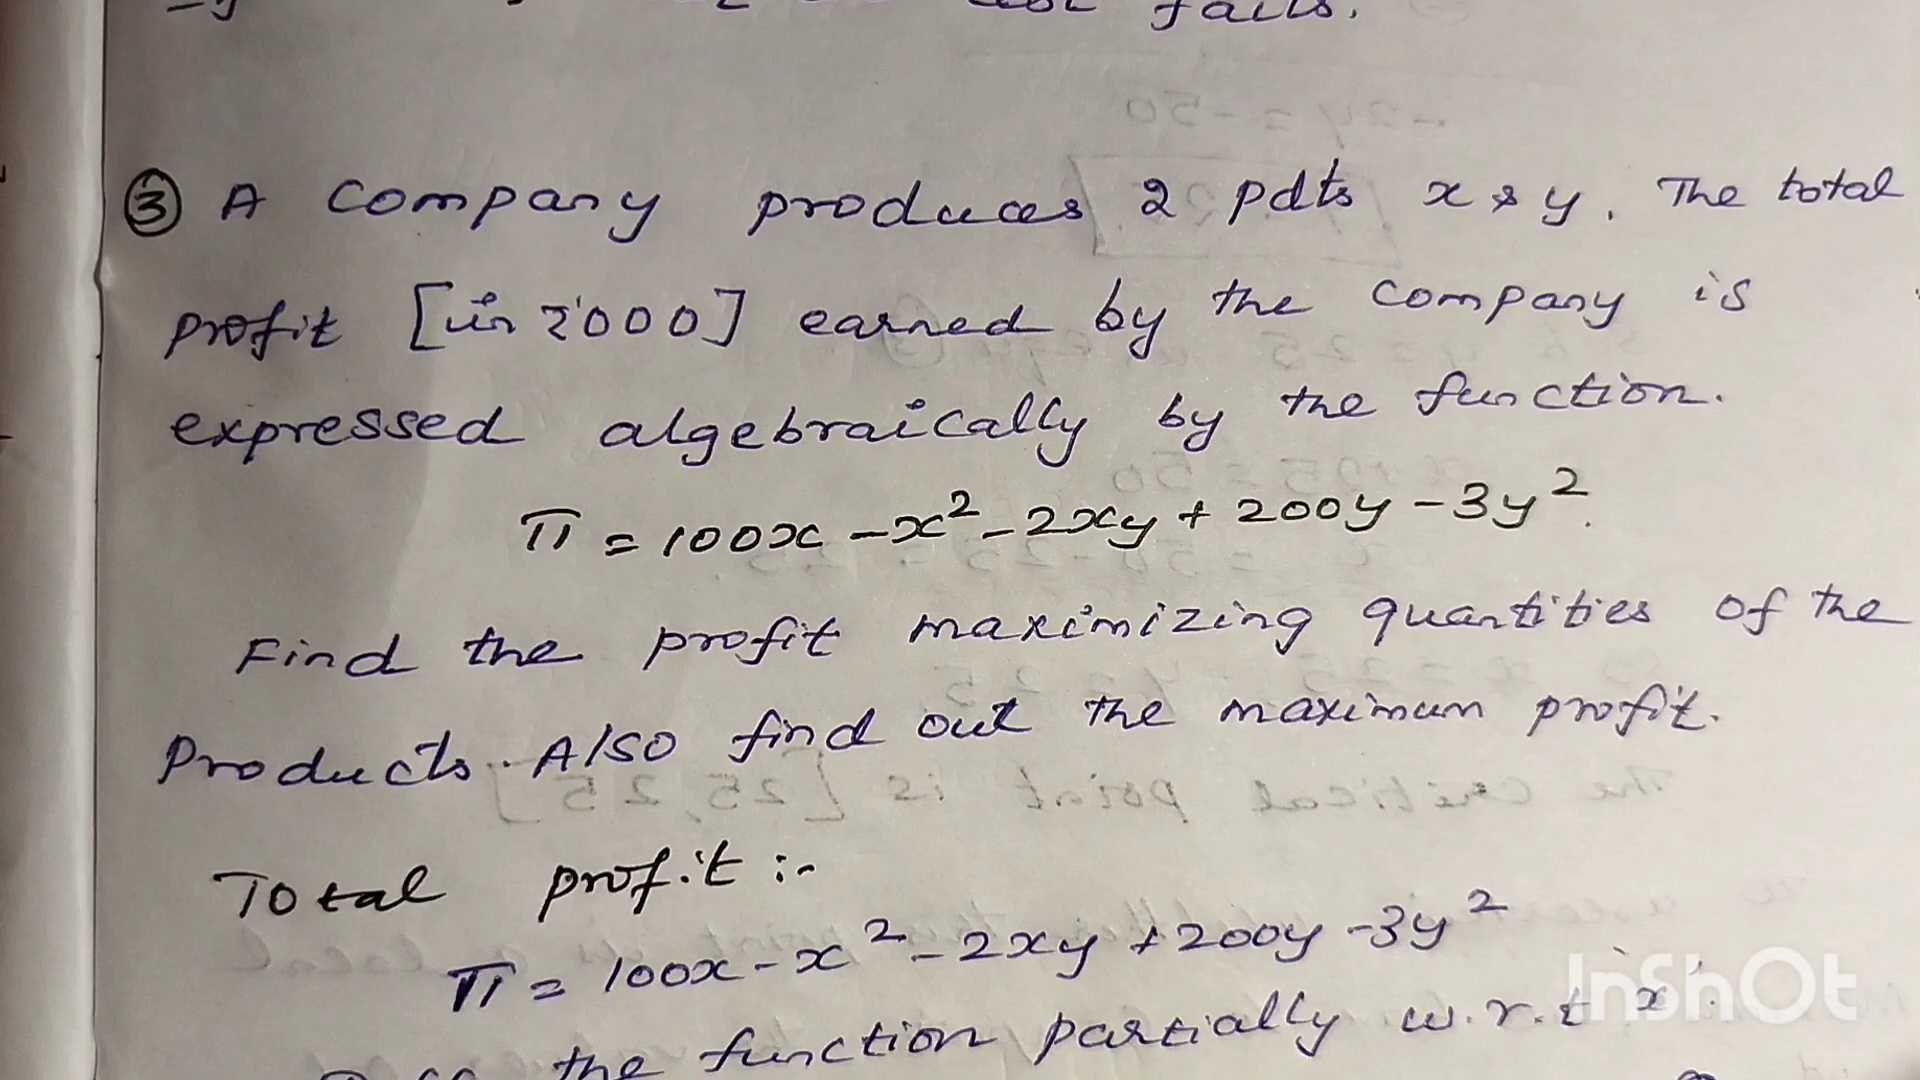 falls.
③ A company produces 2 pdts x & y. The total
profit [in ₹'000] earned by the company is
expressed algebraically by the function.
π = 100x - x² - 2xy + 200y - 3y².
Find the profit maximizing quantities of the
Products. Also find out the maximum profit.
Total profit :-
π = 100x - x² - 2xy + 200y - 3y²
the function partially w.r.t 'x'.
InShOt